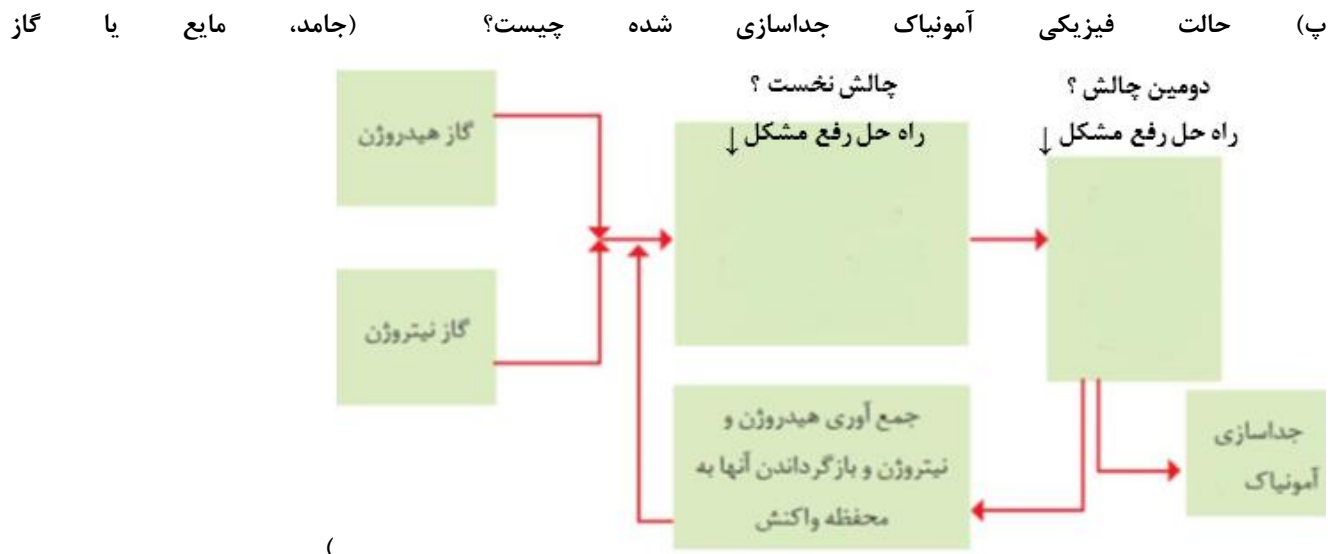 پ) حالت فیزیکی آمونیاک جداسازی شده چیست؟ (جامد، مایع یا گاز
چالش نخست ؟
راه حل رفع مشکل ↓
دومین چالش ؟
راه حل رفع مشکل ↓
گاز هیدروژن
گاز نیتروژن
جمع آوری هیدروژن و
نیتروژن و بازگرداندن آنها به
محفظه واکنش
جداسازی
آمونیاک
)